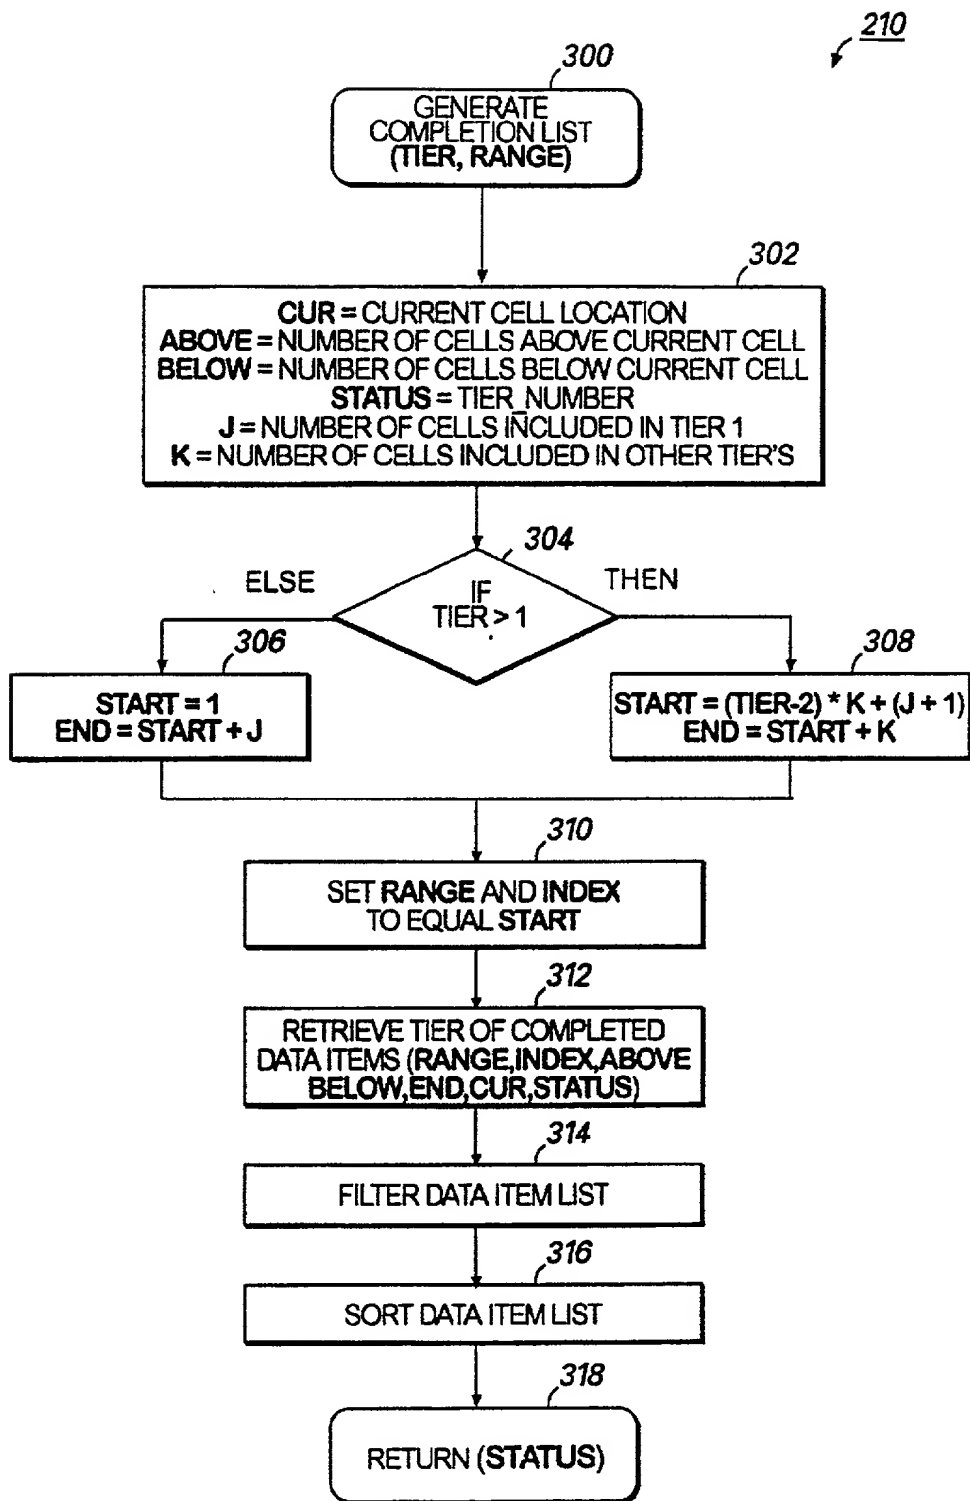 210
300
GENERATE
COMPLETION LIST
(TIER, RANGE)
302
CUR = CURRENT CELL LOCATION
ABOVE = NUMBER OF CELLS ABOVE CURRENT CELL
BELOW = NUMBER OF CELLS BELOW CURRENT CELL
STATUS = TIER_NUMBER
J = NUMBER OF CELLS INCLUDED IN TIER 1
K = NUMBER OF CELLS INCLUDED IN OTHER TIER'S
304
ELSE
IF
TIER > 1
THEN
306
START = 1
END = START + J
308
START = (TIER-2) * K + (J + 1)
END = START + K
310
SET RANGE AND INDEX
TO EQUAL START
312
RETRIEVE TIER OF COMPLETED
DATA ITEMS (RANGE,INDEX,ABOVE
BELOW,END,CUR,STATUS)
314
FILTER DATA ITEM LIST
316
SORT DATA ITEM LIST
318
RETURN (STATUS)